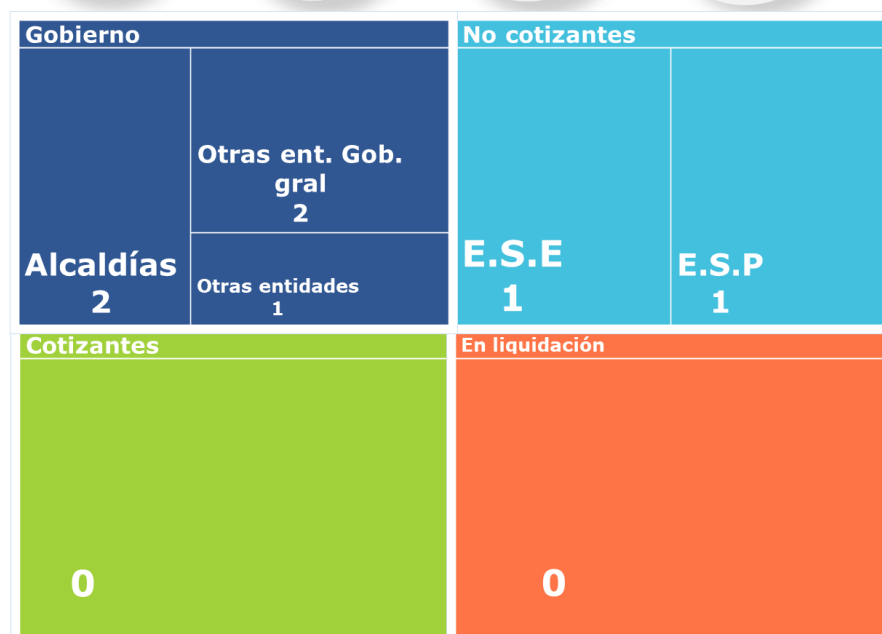 Gobierno
Alcaldías
2
Otras ent. Gob.
gral
2
Otras entidades
1
No cotizantes
E.S.E
1
E.S.P
1
Cotizantes
0
En liquidación
0